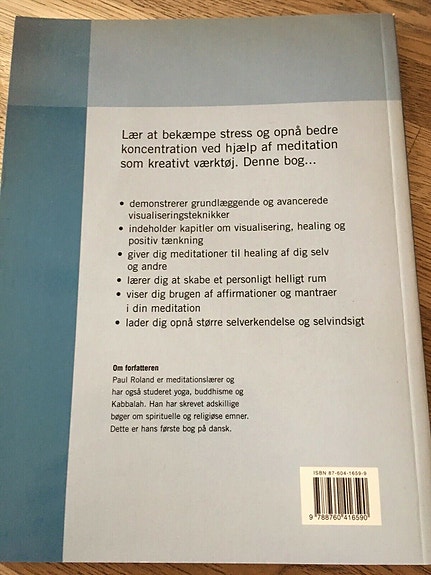 Lær at bekæmpe stress og opnå bedre
koncentration ved hjælp af meditation
som kreativt værktøj. Denne bog...
• demonstrerer grundlæggende og avancerede
visualiseringsteknikker
• indeholder kapitler om visualisering, healing og
positiv tænkning
• giver dig meditationer til healing af dig selv
og andre
• lærer dig at skabe et personligt helligt rum
• viser dig brugen af affirmationer og mantraer
i din meditation
• lader dig opnå større selverkendelse og selvindsigt
Om forfatteren
Paul Roland er meditationslærer og
har også studeret yoga, buddhisme og
Kabbalah. Han har skrevet adskillige
bøger om spirituelle og religiøse emner.
Dette er hans første bog på dansk.
ISBN 87-604-1659-9
9 788760 416590